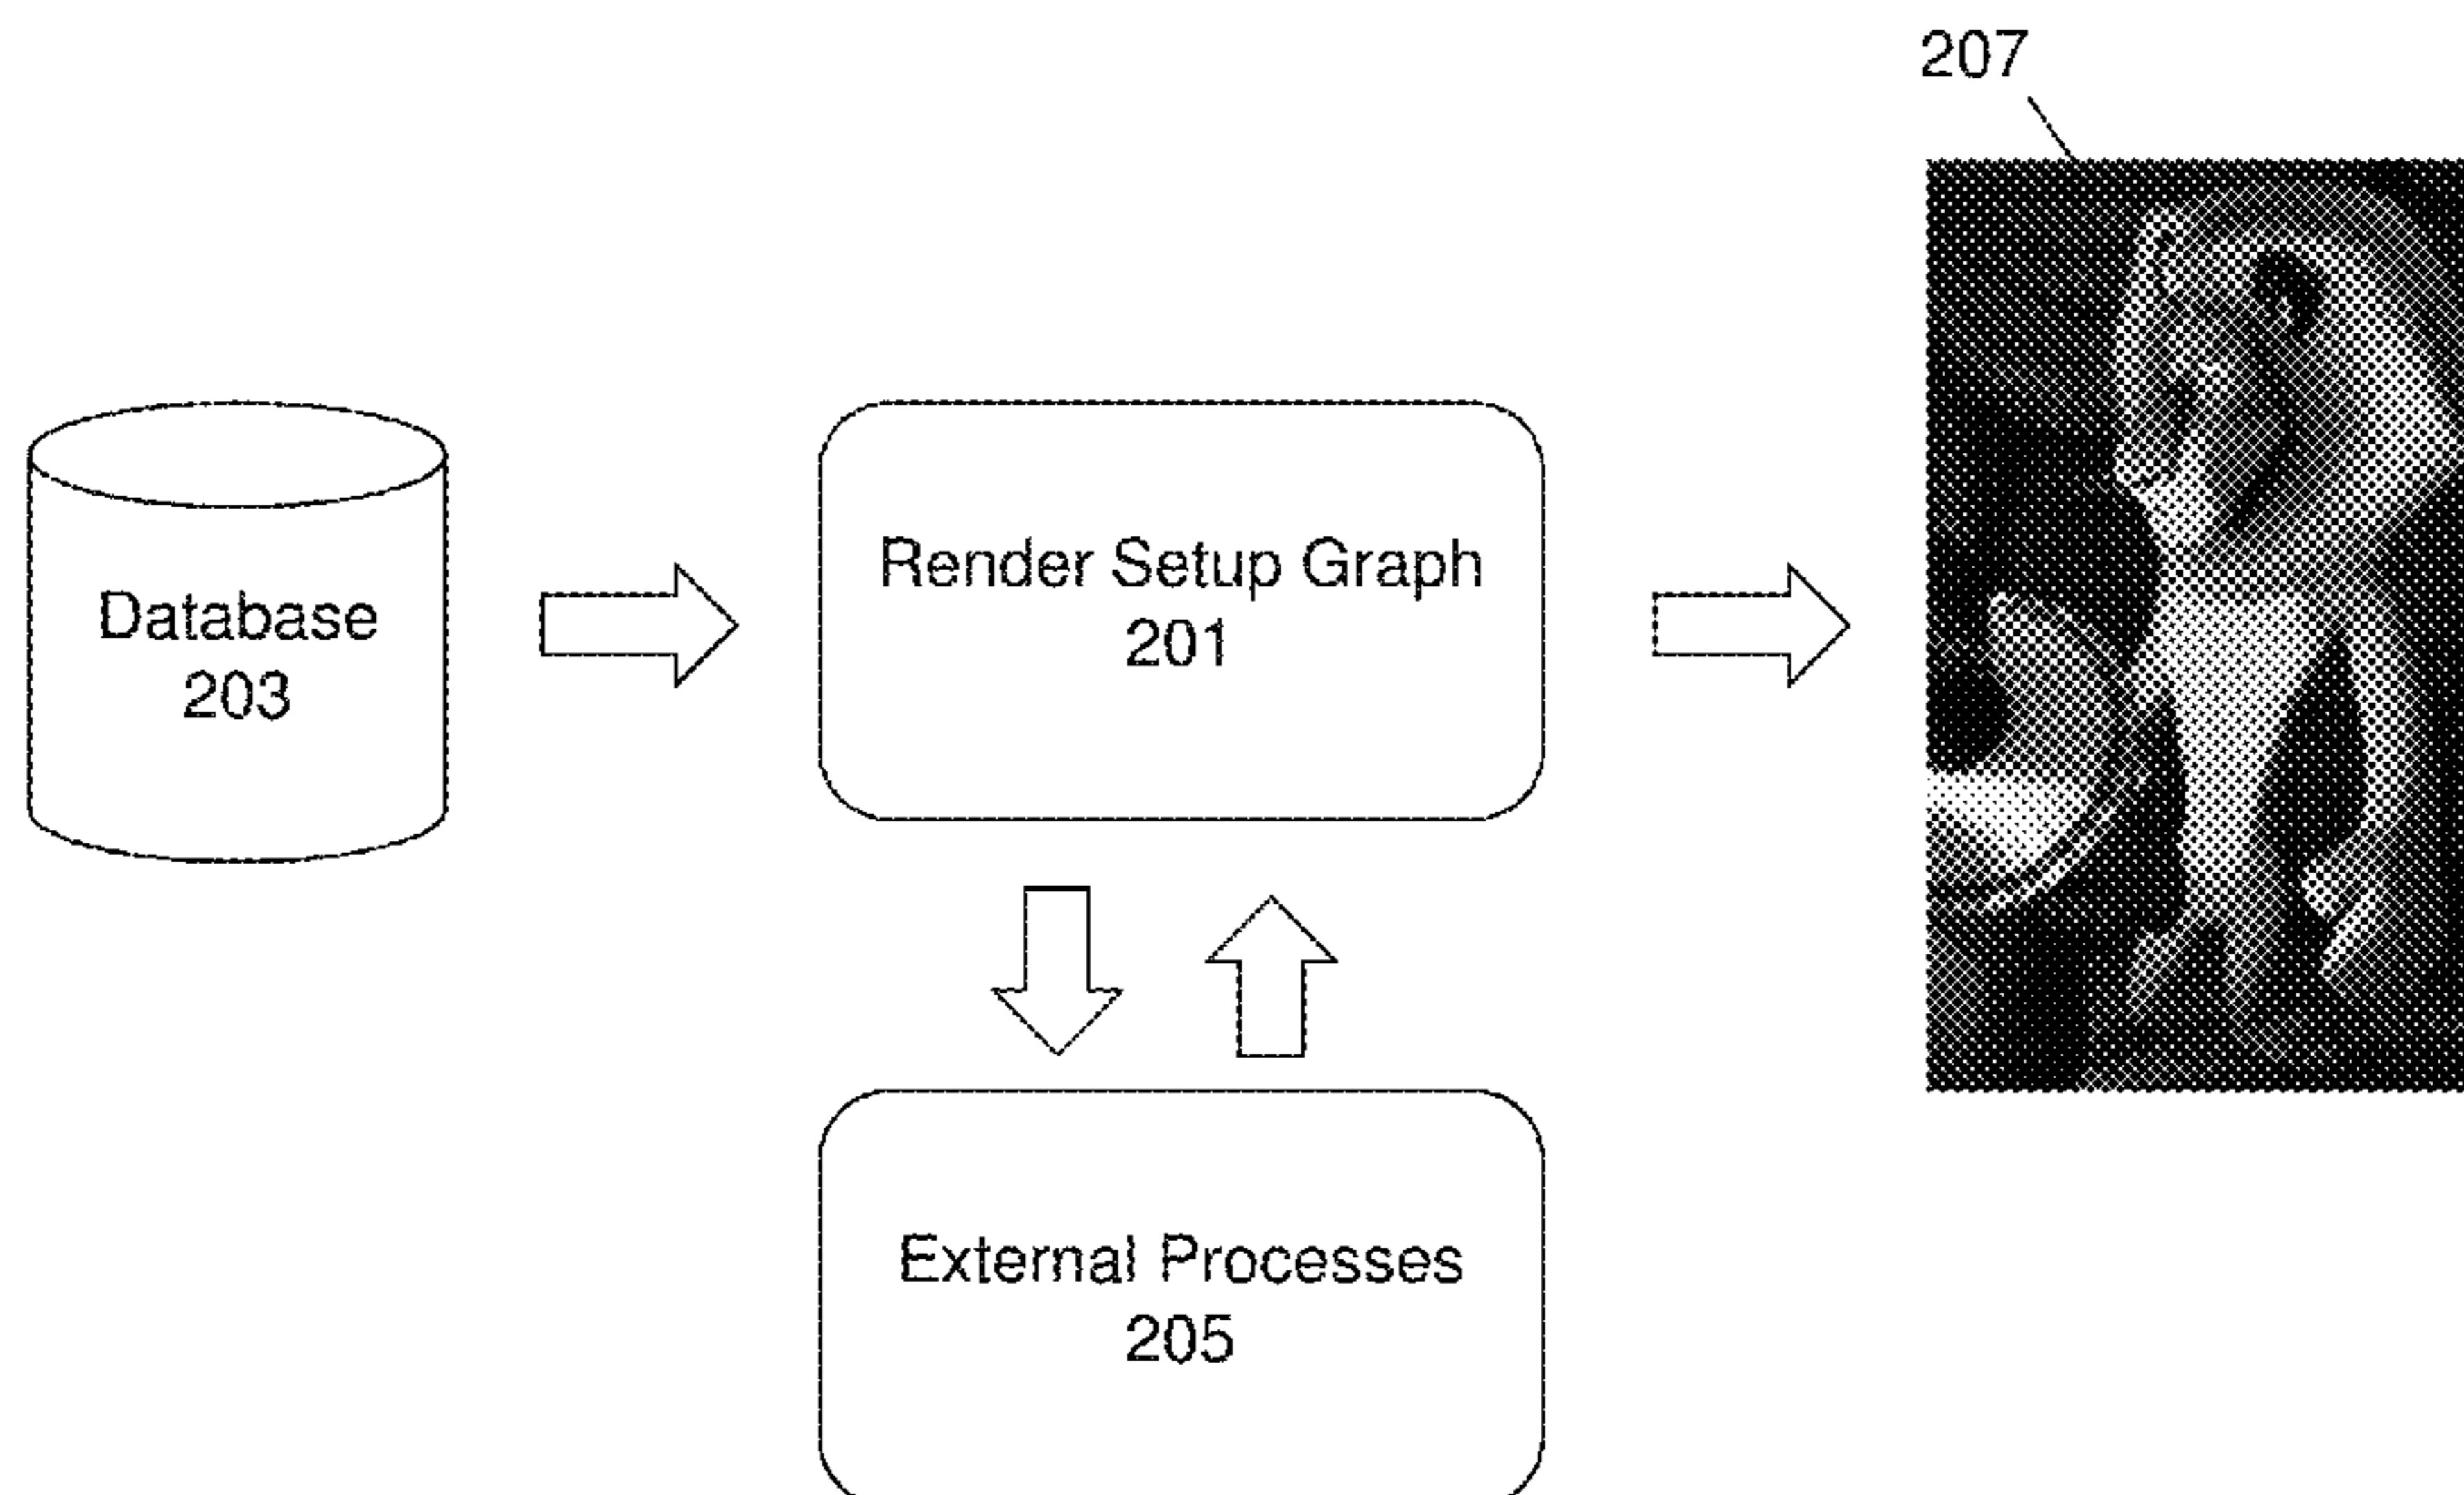 207
Database
203
Render Setup Graph
201
External Processes
205